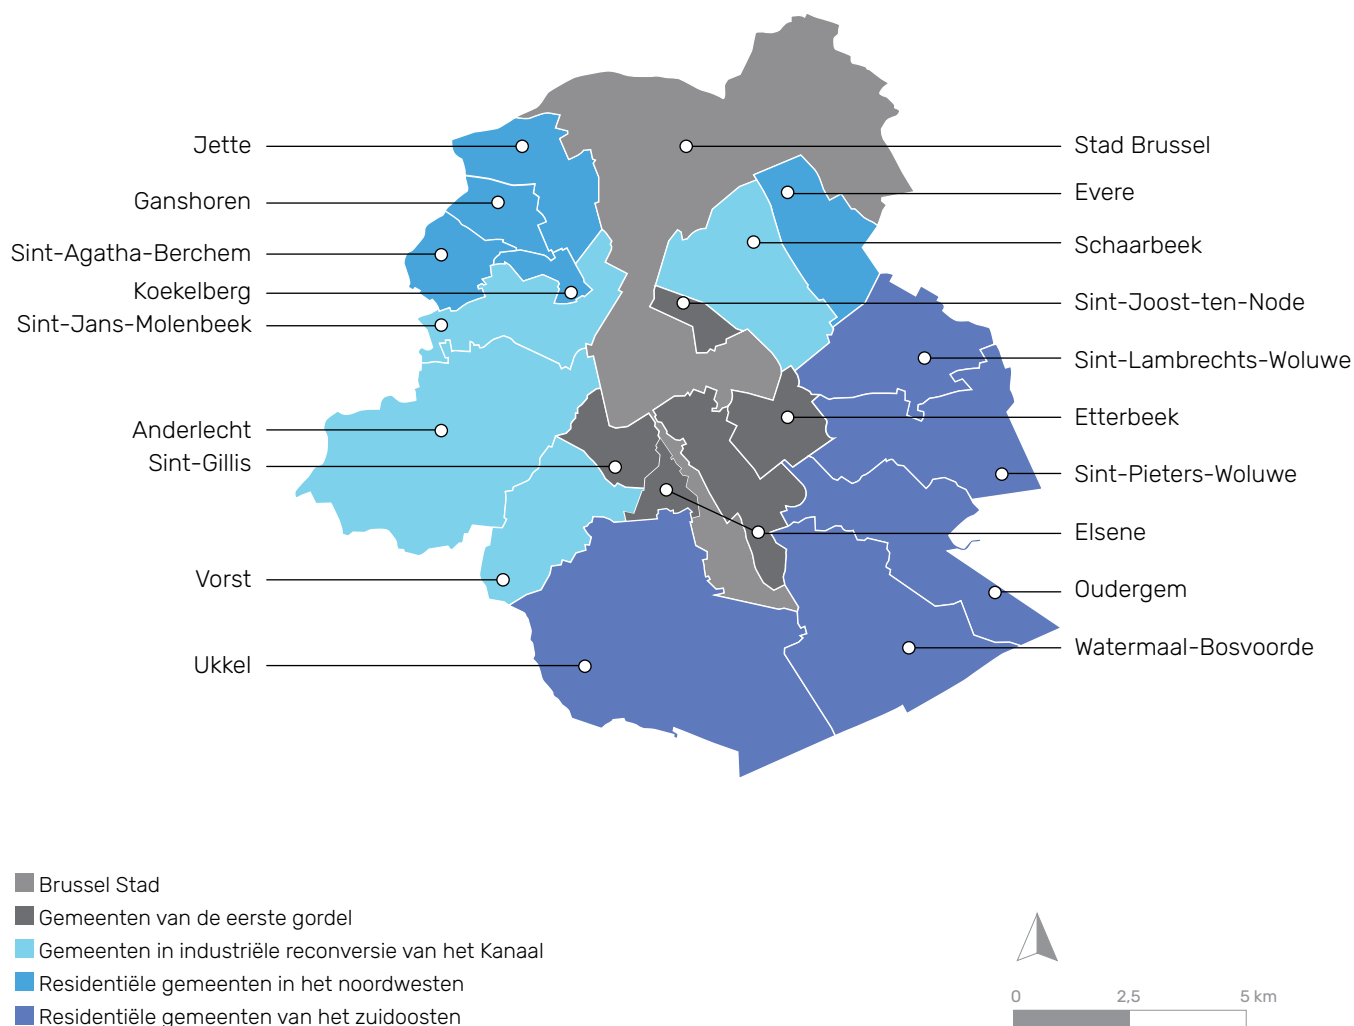 Jette
Ganshoren
Sint-Agatha-Berchem
Koekelberg
Sint-Jans-Molenbeek
Anderlecht
Sint-Gillis
Vorst
Ukkel
Stad Brussel
Evere
Schaarbeek
Sint-Joost-ten-Node
Sint-Lambrechts-Woluwe
Etterbeek
Sint-Pieters-Woluwe
Elsene
Oudergem
Watermaal-Bosvoorde
Brussel Stad
Gemeenten van de eerste gordel
Gemeenten in industriële reconversie van het Kanaal
Residentiële gemeenten in het noordwesten
Residentiële gemeenten van het zuidoosten
0 2,5 5 km